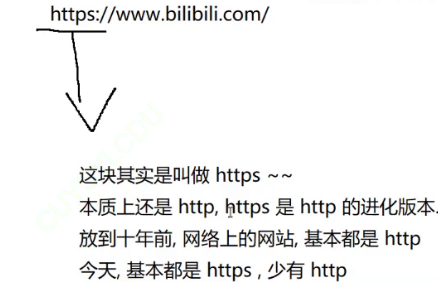 https://www.bilibili.com/
这块其实是叫做 https ~~
本质上还是 http, https 是 http 的进化版本.
放到十年前, 网络上的网站, 基本都是 http
今天, 基本都是 https , 少有 http